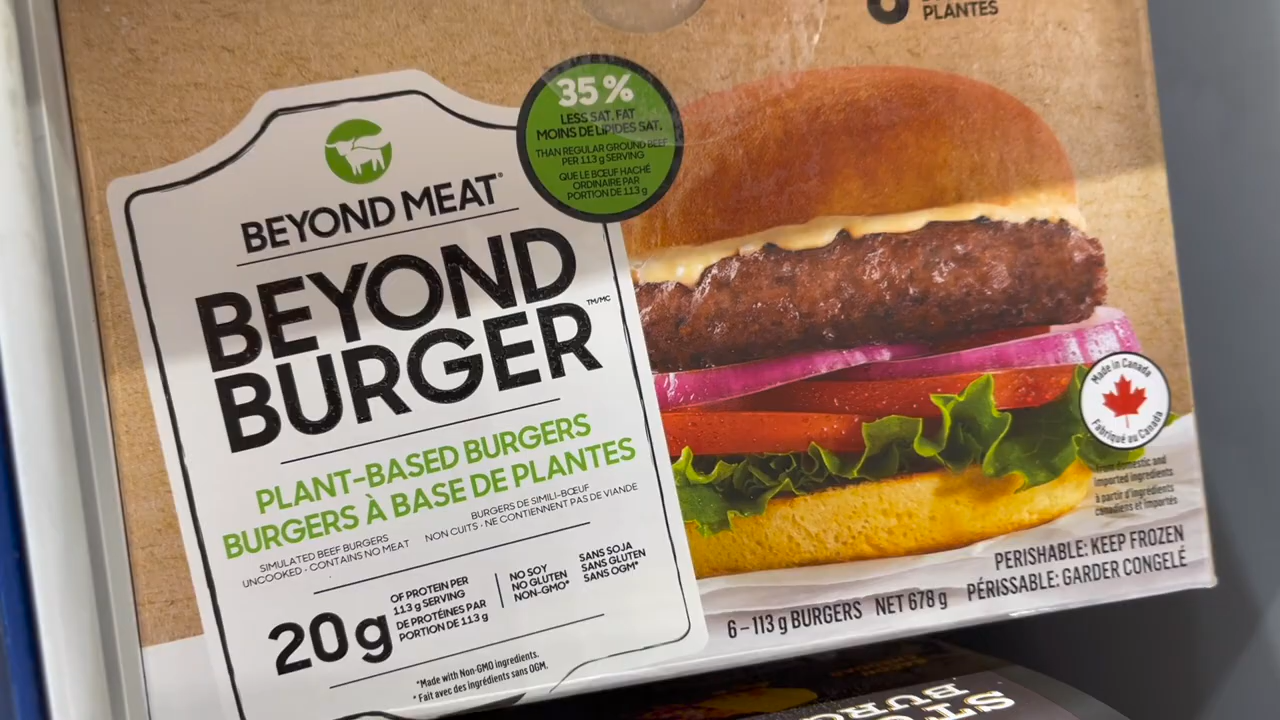 PLANTES
35%
LESS SAT. FAT
MOINS DE LIPIDES SAT.
THAN REGULAR GROUND BEEF
PER 113 g SERVING
QUE LE BŒUF HACHÉ
ORDINAIRE PAR
PORTION DE 113 g
BEYOND MEAT®
BEYOND
BURGER™/MC
PLANT-BASED BURGERS
BURGERS À BASE DE PLANTES
SIMULATED BEEF BURGERS
UNCOOKED · CONTAINS NO MEAT
BURGERS DE SIMILI-BŒUF
NON CUITS · NE CONTIENNENT PAS DE VIANDE
20g
OF PROTEIN PER
113 g SERVING
DE PROTÉINES PAR
PORTION DE 113 g
NO SOY
NO GLUTEN
NON-GMO*
SANS SOJA
SANS GLUTEN
SANS OGM*
*Made with Non-GMO ingredients.
*Fait avec des ingrédients sans OGM.
Made in Canada
Fabriqué au Canada
from domestic and
imported ingredients
à partir d'ingrédients
canadiens et importés
PERISHABLE: KEEP FROZEN
PÉRISSABLE: GARDER CONGELÉ
6 – 113 g BURGERS NET 678 g